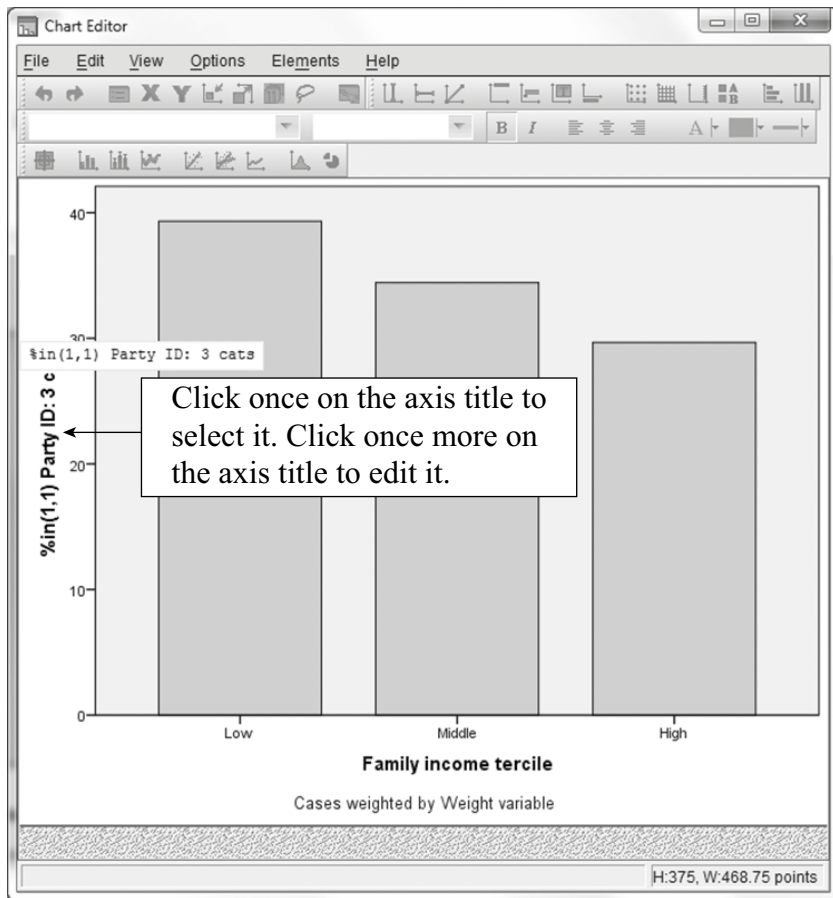 Chart Editor
File Edit View Options Elements Help
X Y
B I A
40
30
%in(1,1) Party ID: 3 cats
%in(1,1) Party ID: 3 c
Click once on the axis title to
select it. Click once more on
the axis title to edit it.
20
10
0
Low Middle High
Family income tercile
Cases weighted by Weight variable
H:375, W:468.75 points